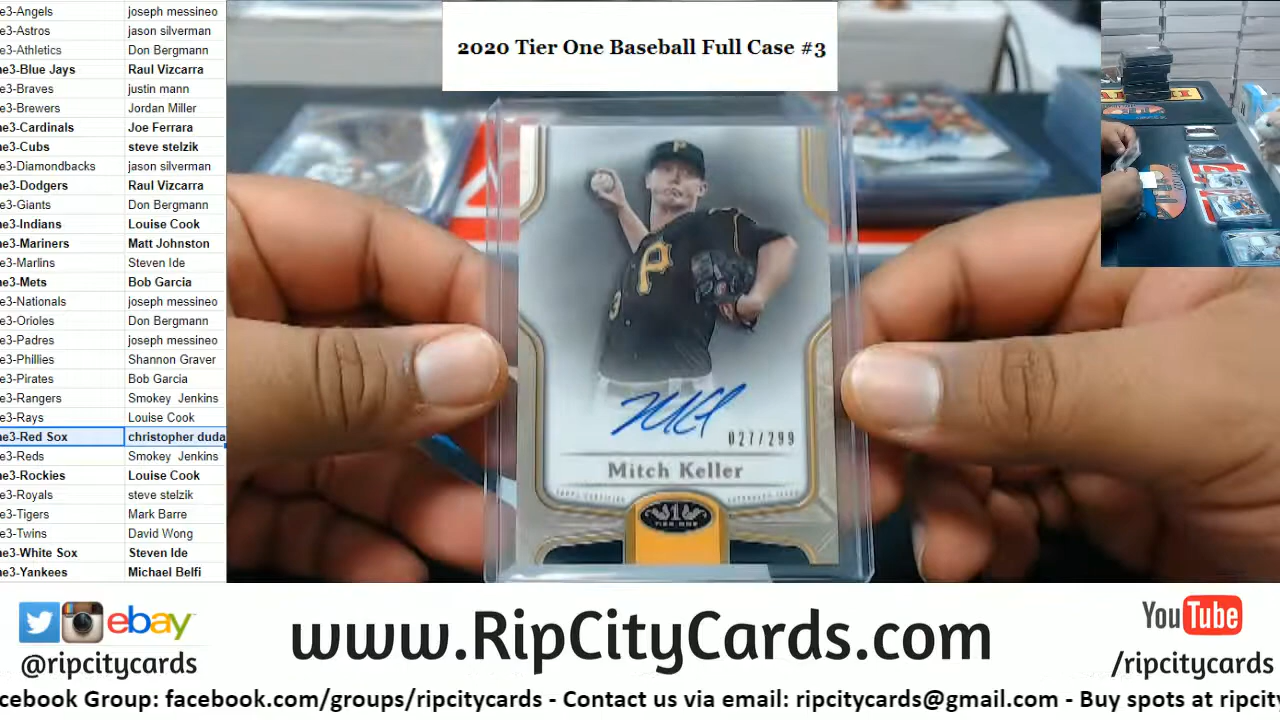 2020 Tier One Baseball Full Case #3
e3-Angels joseph messineo
e3-Astros jason silverman
e3-Athletics Don Bergmann
ne3-Blue Jays Raul Vizcarra
e3-Braves justin mann
e3-Brewers Jordan Miller
ne3-Cardinals Joe Ferrara
ne3-Cubs steve stelzik
e3-Diamondbacks jason silverman
ne3-Dodgers Raul Vizcarra
e3-Giants Don Bergmann
ne3-Indians Louise Cook
ne3-Mariners Matt Johnston
e3-Marlins Steven Ide
ne3-Mets Bob Garcia
e3-Nationals joseph messineo
e3-Orioles Don Bergmann
e3-Padres joseph messineo
e3-Phillies Shannon Graver
e3-Pirates Bob Garcia
e3-Rangers Smokey Jenkins
e3-Rays Louise Cook
ne3-Red Sox christopher duda
e3-Reds Smokey Jenkins
ne3-Rockies Louise Cook
e3-Royals steve stelzik
e3-Tigers Mark Barre
e3-Twins David Wong
ne3-White Sox Steven Ide
ne3-Yankees Michael Belfi
P
P
027/299
Mitch Keller
1
TIER ONE
ebay
@ripcitycards
www.RipCityCards.com
YouTube
/ripcitycards
cebook Group: facebook.com/groups/ripcitycards - Contact us via email: ripcitycards@gmail.com - Buy spots at ripcity